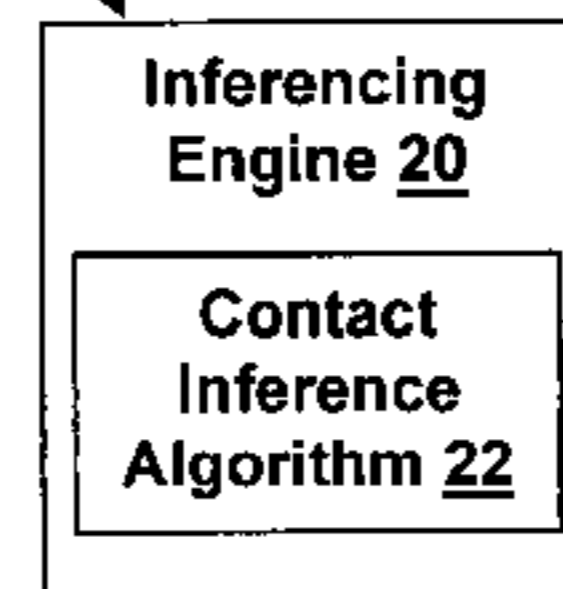 Inferencing
Engine 20
Contact
Inference
Algorithm 22